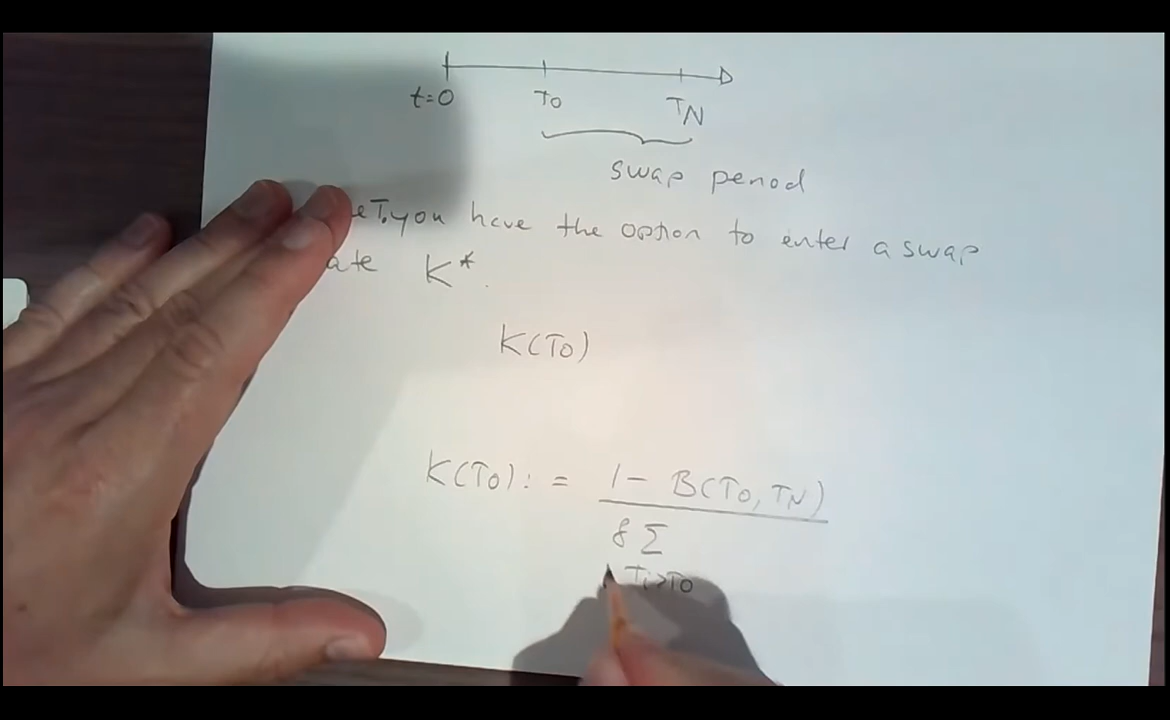 t=0 T0 TN
swap period
eT.you have the option to enter a swap
ate K*.
K(T0)
K(T0) := 1 - B(T0, TN)
δ Σ
Ti>T0